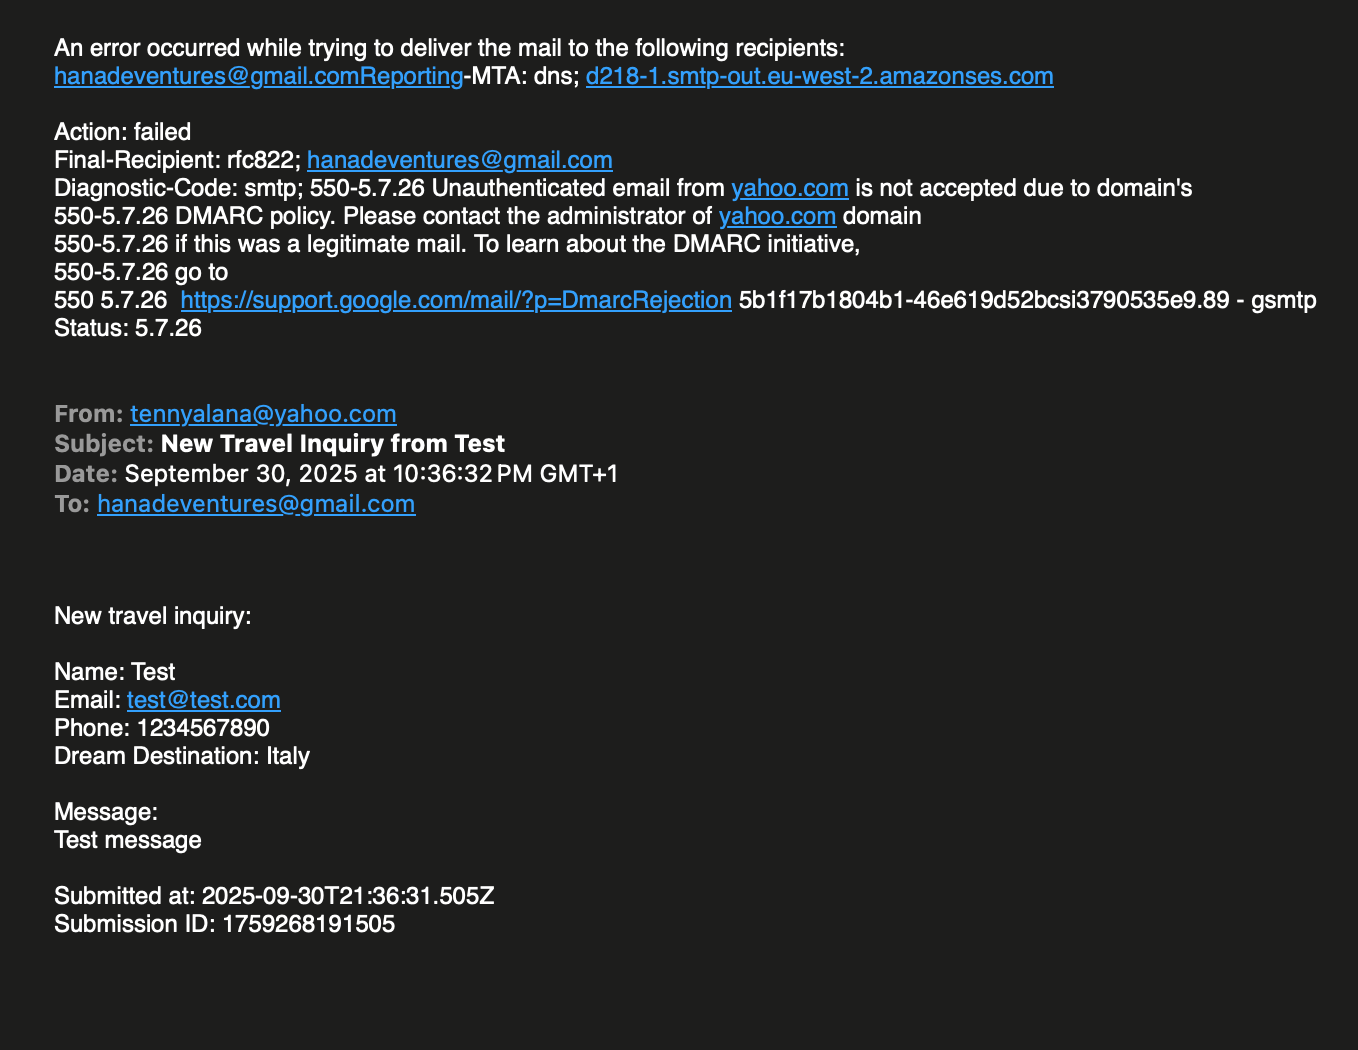 An error occurred while trying to deliver the mail to the following recipients:
hanadeventures@gmail.comReporting-MTA: dns; d218-1.smtp-out.eu-west-2.amazonses.com
Action: failed
Final-Recipient: rfc822; hanadeventures@gmail.com
Diagnostic-Code: smtp; 550-5.7.26 Unauthenticated email from yahoo.com is not accepted due to domain's
550-5.7.26 DMARC policy. Please contact the administrator of yahoo.com domain
550-5.7.26 if this was a legitimate mail. To learn about the DMARC initiative,
550-5.7.26 go to
550 5.7.26  https://support.google.com/mail/?p=DmarcRejection 5b1f17b1804b1-46e619d52bcsi3790535e9.89 - gsmtp
Status: 5.7.26
From: tennyalana@yahoo.com
Subject: New Travel Inquiry from Test
Date: September 30, 2025 at 10:36:32 PM GMT+1
To: hanadeventures@gmail.com
New travel inquiry:
Name: Test
Email: test@test.com
Phone: 1234567890
Dream Destination: Italy
Message:
Test message
Submitted at: 2025-09-30T21:36:31.505Z
Submission ID: 1759268191505